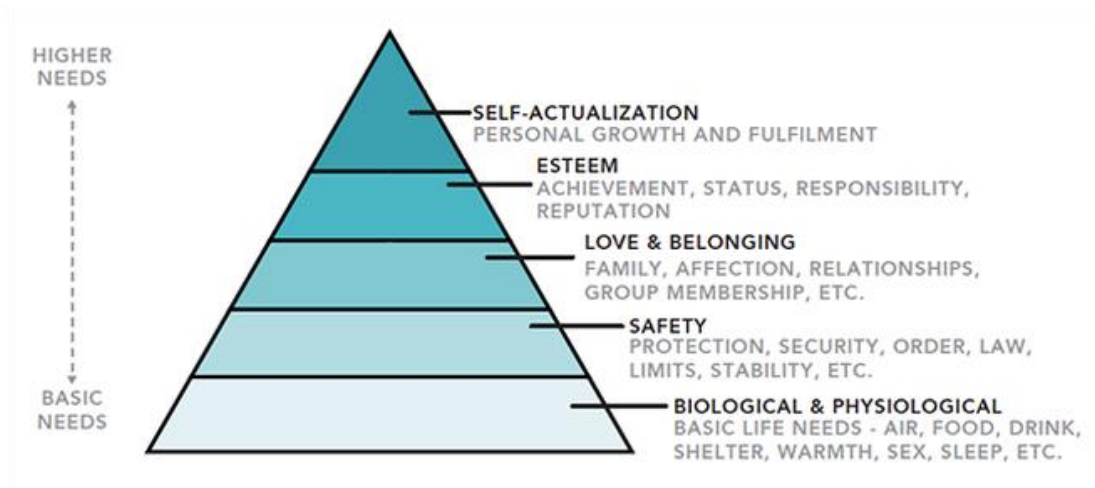 HIGHER
NEEDS
SELF-ACTUALIZATION
PERSONAL GROWTH AND FULFILMENT
ESTEEM
ACHIEVEMENT, STATUS, RESPONSIBILITY,
REPUTATION
LOVE & BELONGING
FAMILY, AFFECTION, RELATIONSHIPS,
GROUP MEMBERSHIP, ETC.
SAFETY
PROTECTION, SECURITY, ORDER, LAW,
LIMITS, STABILITY, ETC.
BASIC
NEEDS
BIOLOGICAL & PHYSIOLOGICAL
BASIC LIFE NEEDS - AIR, FOOD, DRINK,
SHELTER, WARMTH, SEX, SLEEP, ETC.